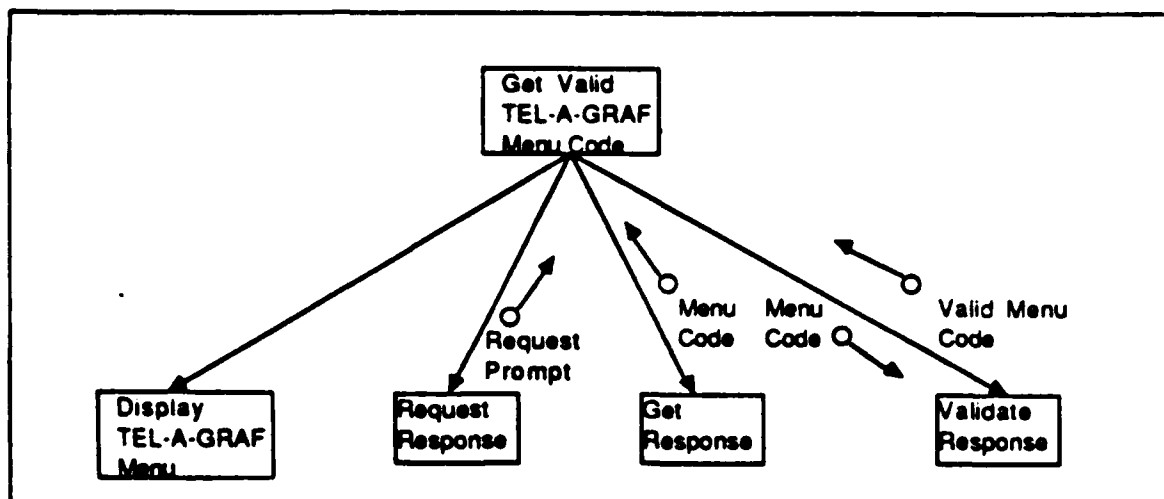 Get Valid
TEL-A-GRAF
Menu Code
Request
Prompt
Menu
Code
Menu
Code
Valid Menu
Code
Display
TEL-A-GRAF
Menu
Request
Response
Get
Response
Validate
Response